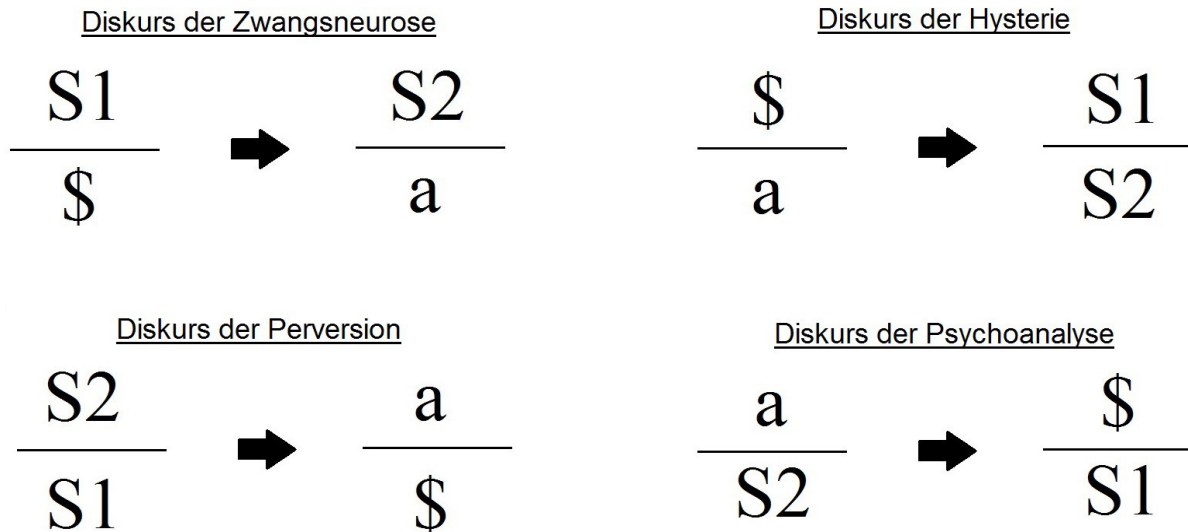 Diskurs der Zwangsneurose
S1 S2
$ a
Diskurs der Hysterie
$ S1
a S2
Diskurs der Perversion
S2 a
S1 $
Diskurs der Psychoanalyse
a $
S2 S1